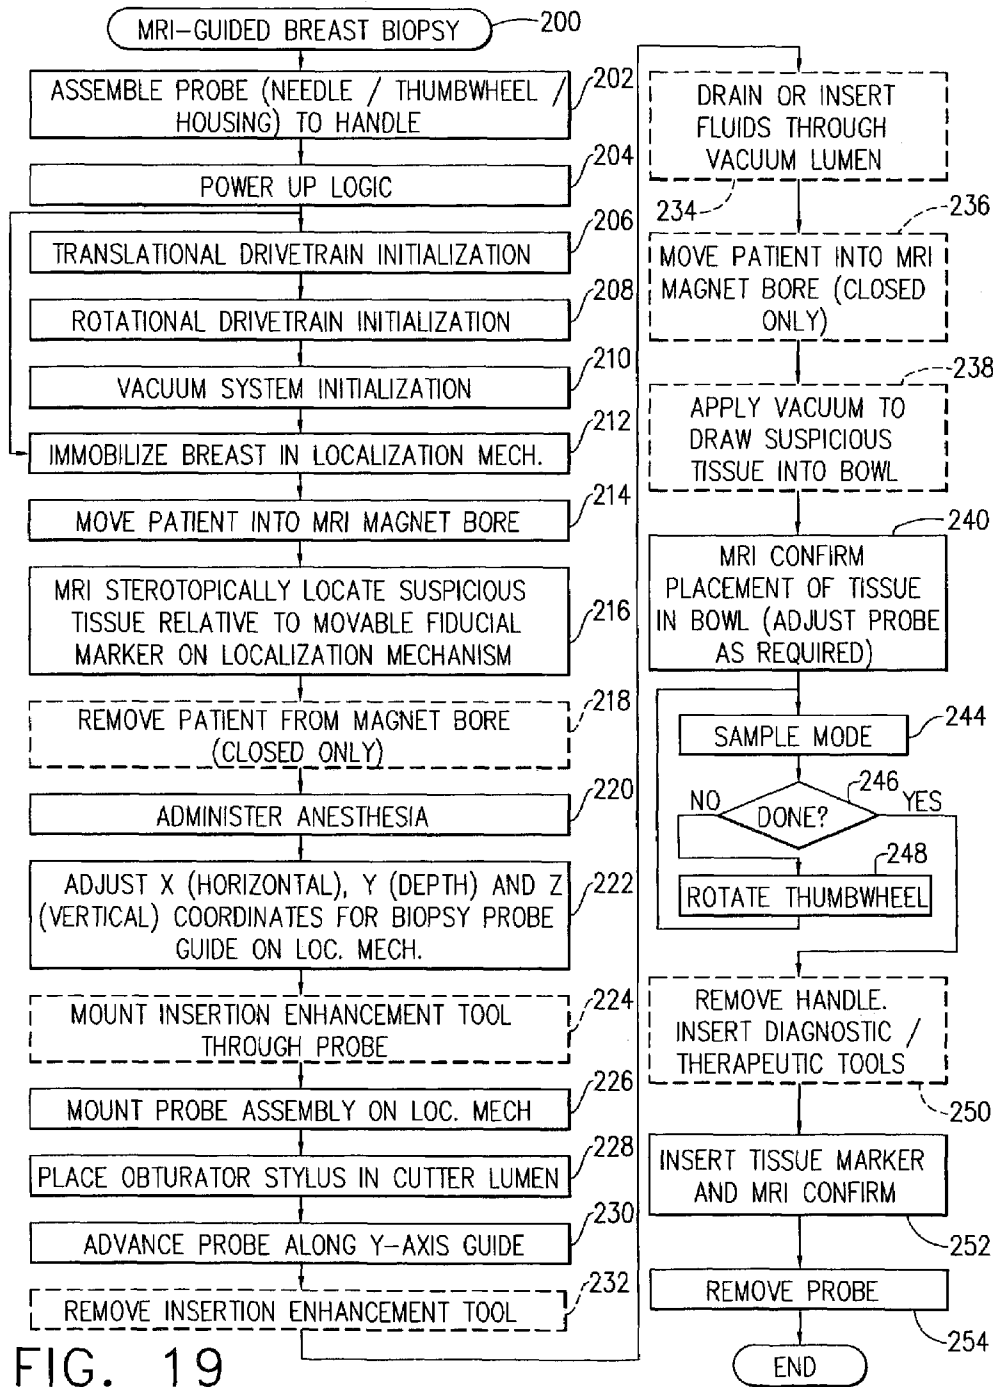 MRI-GUIDED BREAST BIOPSY
200
ASSEMBLE PROBE (NEEDLE / THUMBWHEEL /
HOUSING) TO HANDLE
202
POWER UP LOGIC
204
TRANSLATIONAL DRIVETRAIN INITIALIZATION
206
ROTATIONAL DRIVETRAIN INITIALIZATION
208
VACUUM SYSTEM INITIALIZATION
210
IMMOBILIZE BREAST IN LOCALIZATION MECH.
212
MOVE PATIENT INTO MRI MAGNET BORE
214
MRI STEROTOPICALLY LOCATE SUSPICIOUS
TISSUE RELATIVE TO MOVABLE FIDUCIAL
MARKER ON LOCALIZATION MECHANISM
216
REMOVE PATIENT FROM MAGNET BORE
(CLOSED ONLY)
218
ADMINISTER ANESTHESIA
220
ADJUST X (HORIZONTAL), Y (DEPTH) AND Z
(VERTICAL) COORDINATES FOR BIOPSY PROBE
GUIDE ON LOC. MECH.
222
MOUNT INSERTION ENHANCEMENT TOOL
THROUGH PROBE
224
MOUNT PROBE ASSEMBLY ON LOC. MECH
226
PLACE OBTURATOR STYLUS IN CUTTER LUMEN
228
ADVANCE PROBE ALONG Y-AXIS GUIDE
230
REMOVE INSERTION ENHANCEMENT TOOL
232
DRAIN OR INSERT
FLUIDS THROUGH
VACUUM LUMEN
234
MOVE PATIENT INTO MRI
MAGNET BORE (CLOSED
ONLY)
236
APPLY VACUUM TO
DRAW SUSPICIOUS
TISSUE INTO BOWL
238
MRI CONFIRM
PLACEMENT OF TISSUE
IN BOWL (ADJUST PROBE
AS REQUIRED)
240
SAMPLE MODE
244
DONE?
246
NO
YES
ROTATE THUMBWHEEL
248
REMOVE HANDLE.
INSERT DIAGNOSTIC /
THERAPEUTIC TOOLS
250
INSERT TISSUE MARKER
AND MRI CONFIRM
252
REMOVE PROBE
254
END
FIG. 19